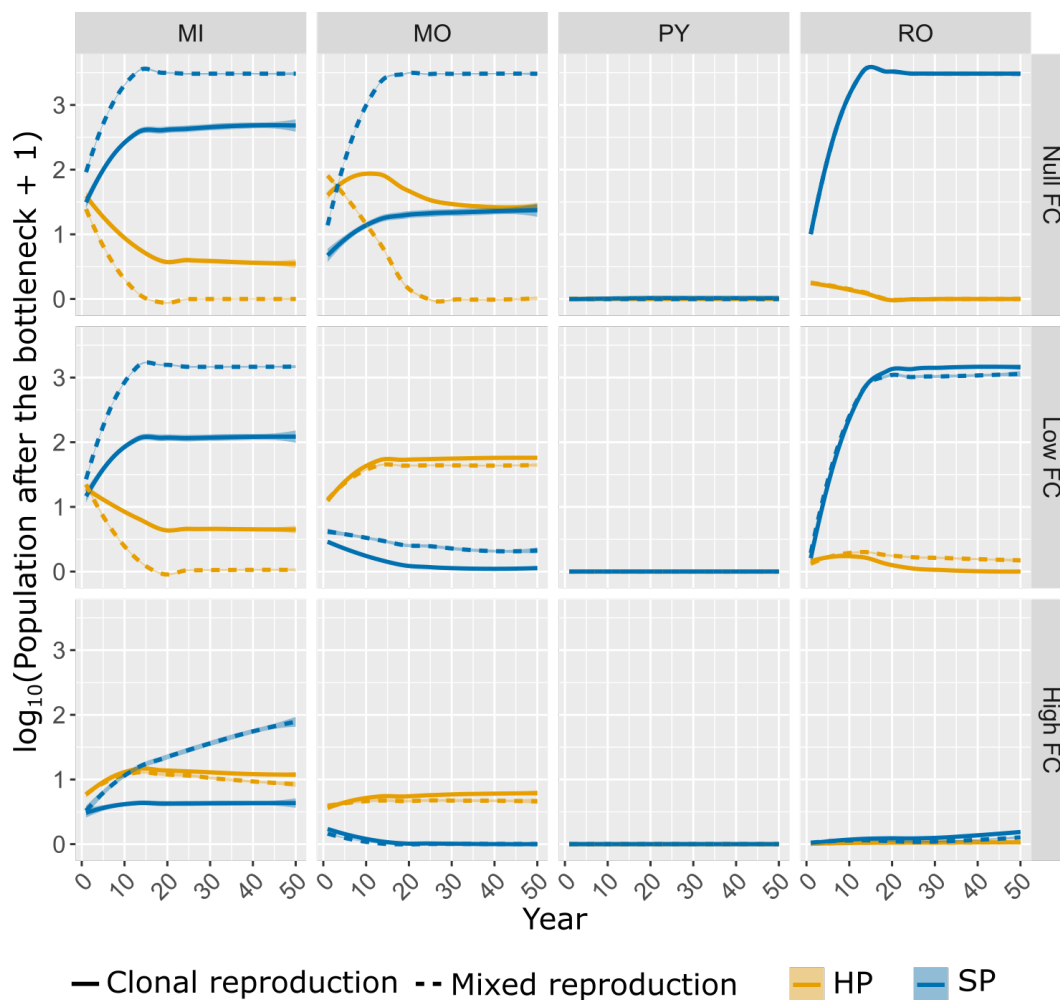 MI MO PY RO
log₁₀(Population after the bottleneck + 1)
3
2
1
0
Null FC
3
2
1
0
Low FC
3
2
1
0
High FC
0 10 20 30 40 50 0 10 20 30 40 50 0 10 20 30 40 50 0 10 20 30 40 50
Year
Clonal reproduction Mixed reproduction HP SP